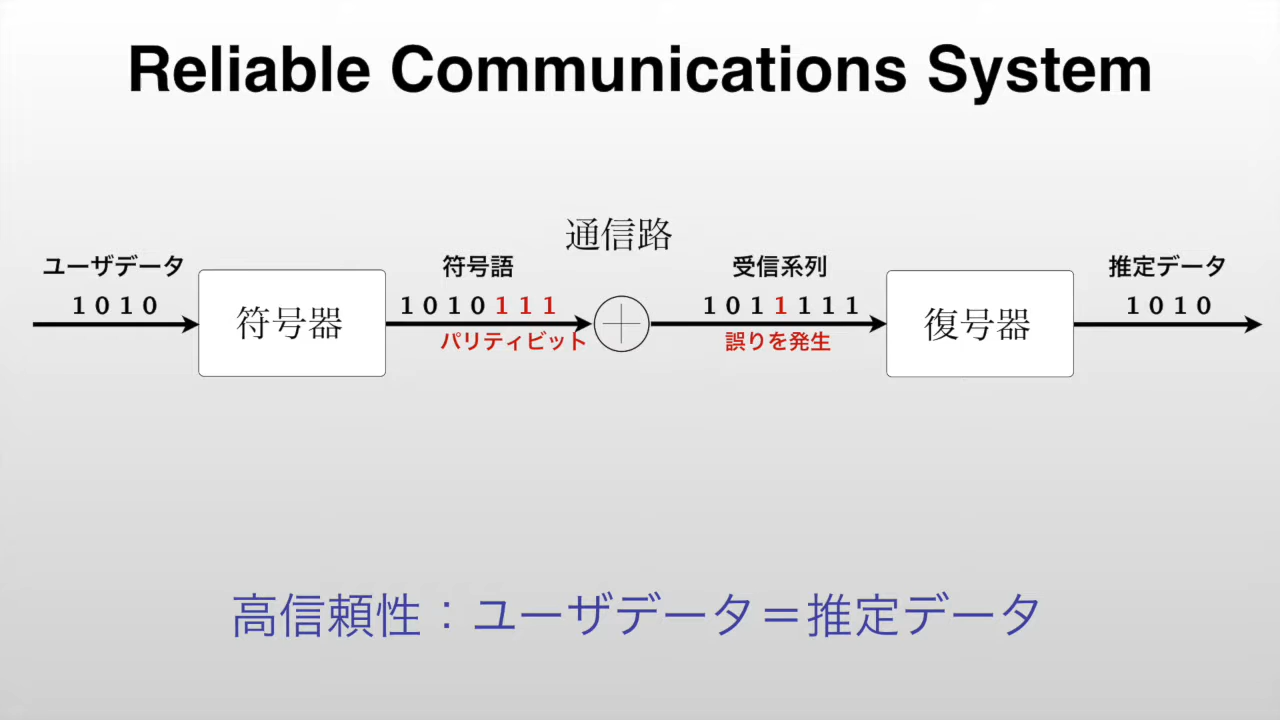 Reliable Communications System
通信路
ユーザデータ
符号語
受信系列
推定データ
1 0 1 0
1 0 1 0 1 1 1
1 0 1 1 1 1 1
1 0 1 0
符号器
復号器
パリティビット
誤りを発生
高信頼性：ユーザデータ＝推定データ